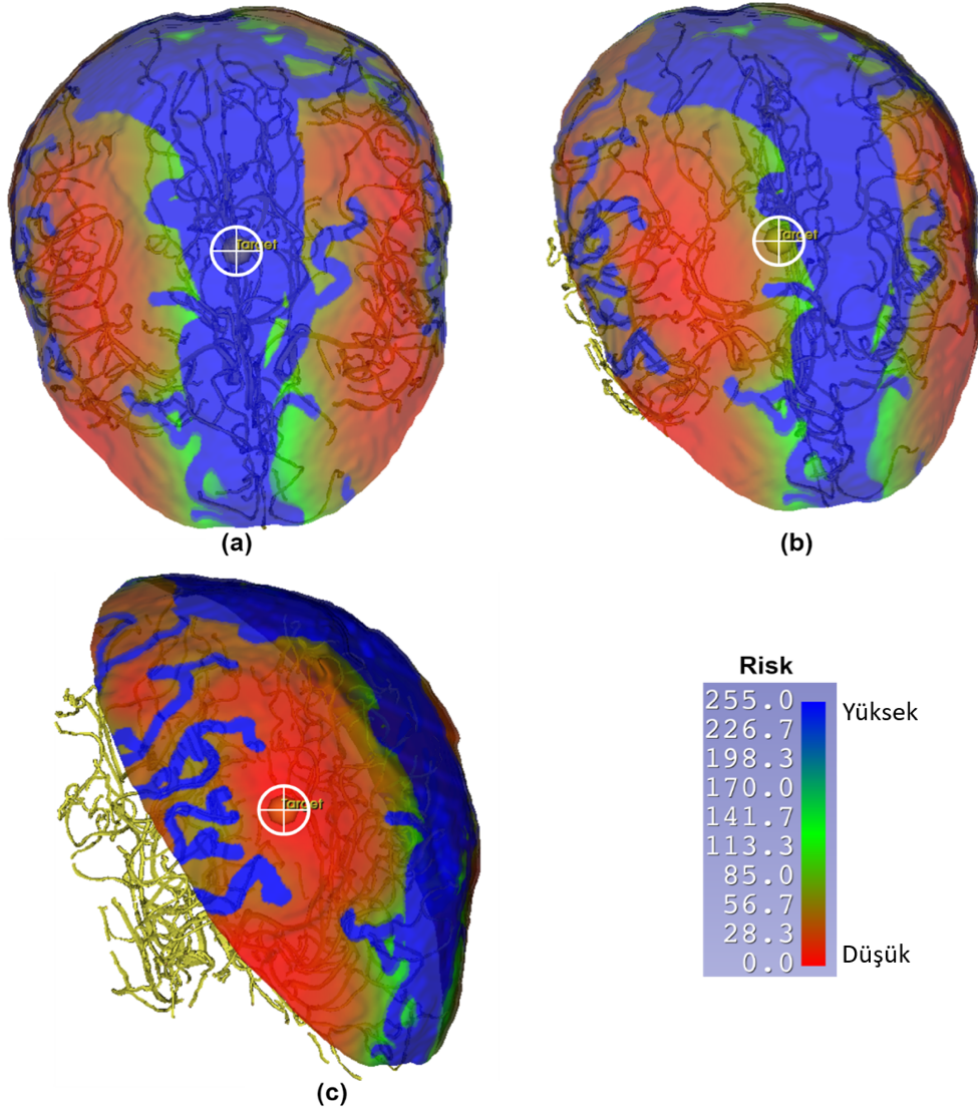 Target
Target
(a)
(b)
Target
(c)
Risk
255.0
Yüksek
226.7
198.3
170.0
141.7
113.3
85.0
56.7
28.3
0.0
Düşük